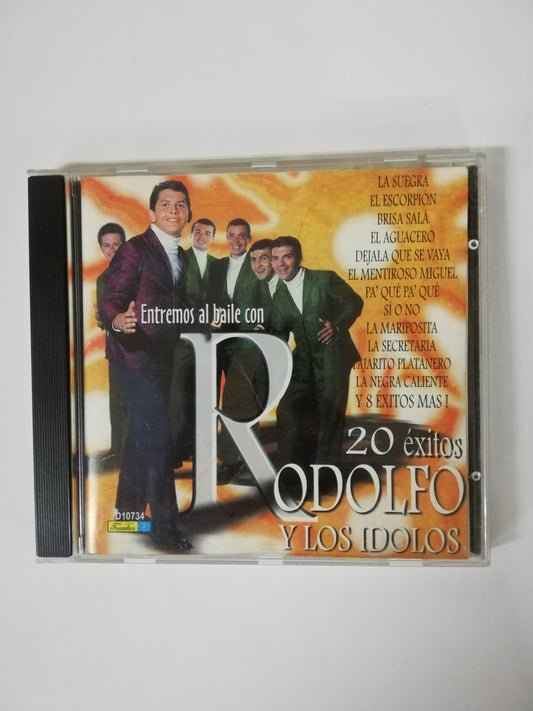 LA SUEGRA
EL ESCORPION
BRISA SALÁ
EL AGUACERO
DEJALA QUE SE VAYA
EL MENTIROSO MIGUEL
PA' QUÉ PA' QUÉ
SÍ O NO
LA MARIPOSITA
LA SECRETARIA
PAJARITO PLATANERO
LA NEGRA CALIENTE
Y 8 ÉXITOS MAS !
Entremos al baile con
20 éxitos
RODOLFO
Y LOS IDOLOS
D10734
Fuentes